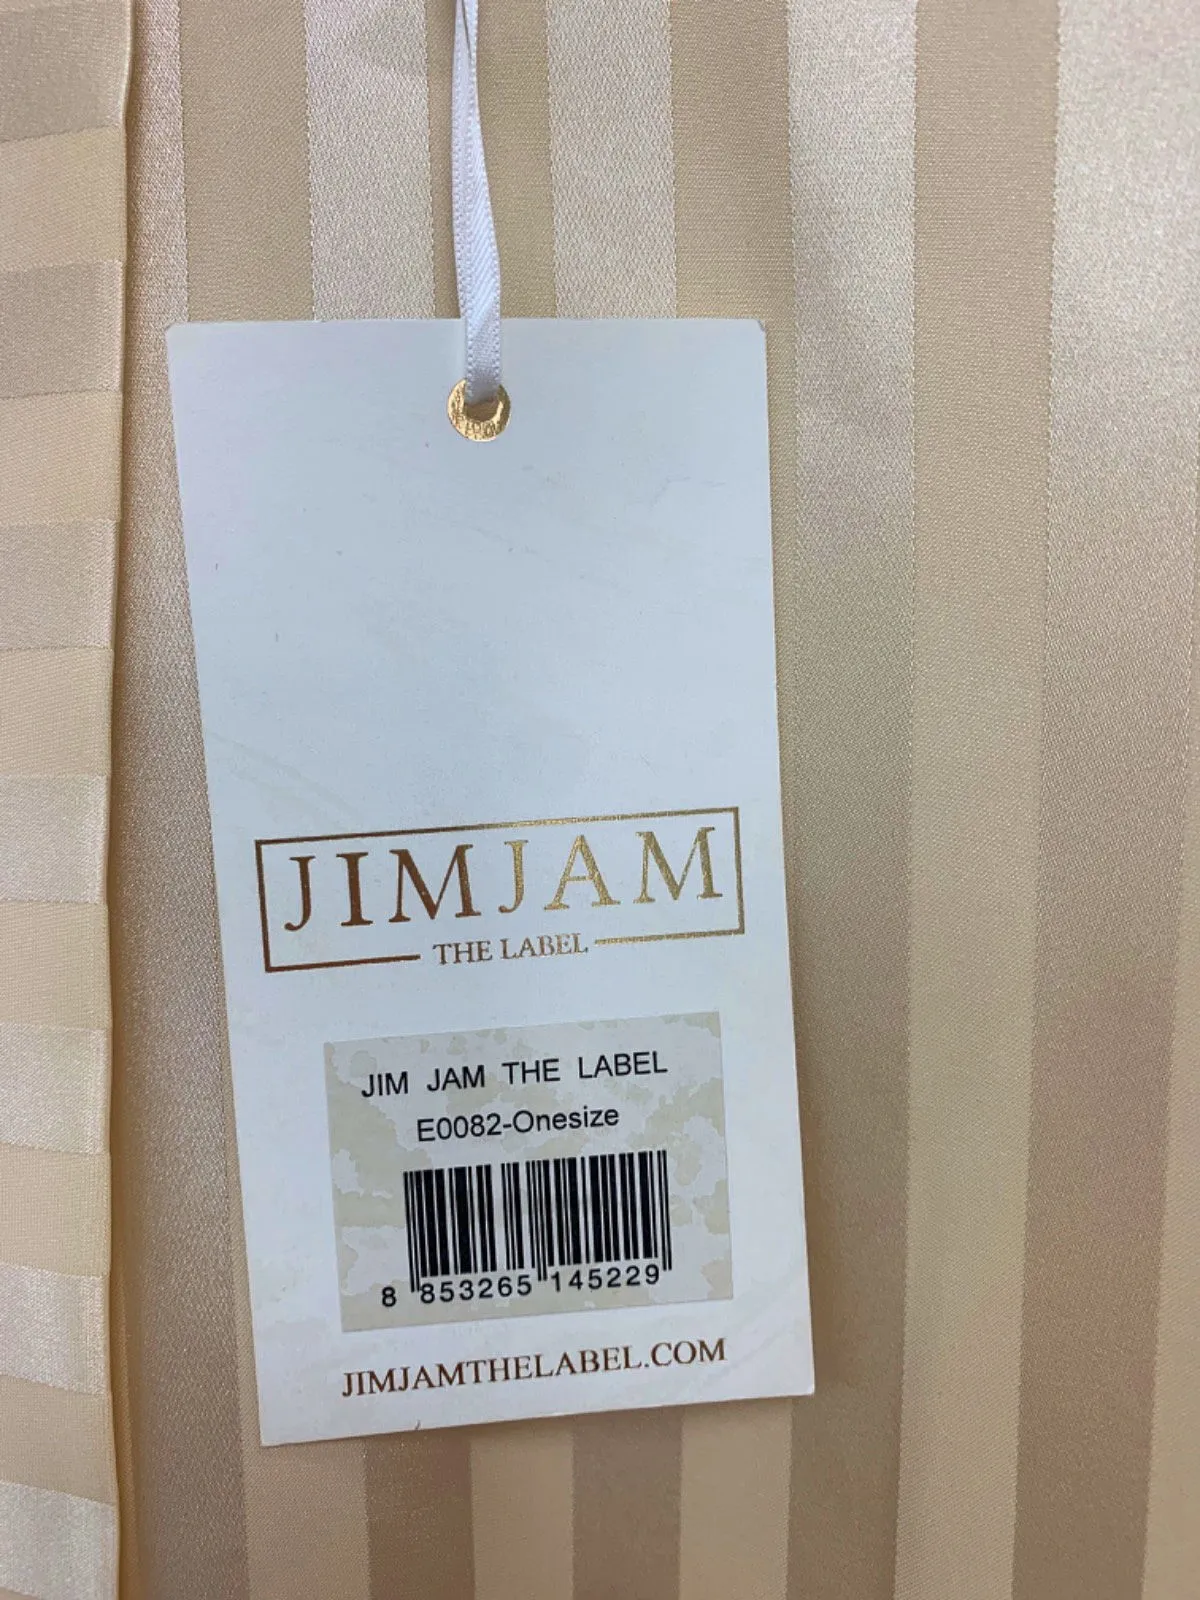 JIMJAM
THE LABEL
JIM JAM THE LABEL
E0082-Onesize
8 853265 145229
JIMJAMTHELABEL.COM